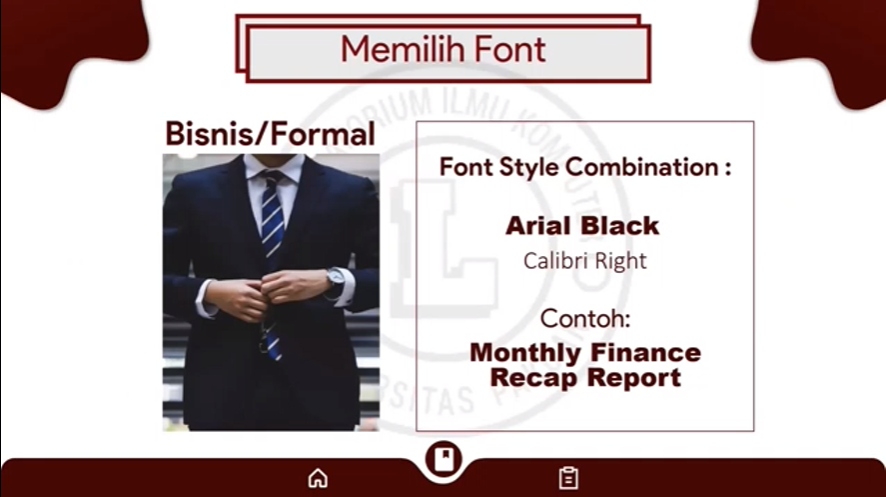 Memilih Font
Bisnis/Formal
Font Style Combination :
Arial Black
Calibri Right
Contoh:
Monthly Finance
Recap Report
ORIUM ILMU KOMPUTER
L
SITAS